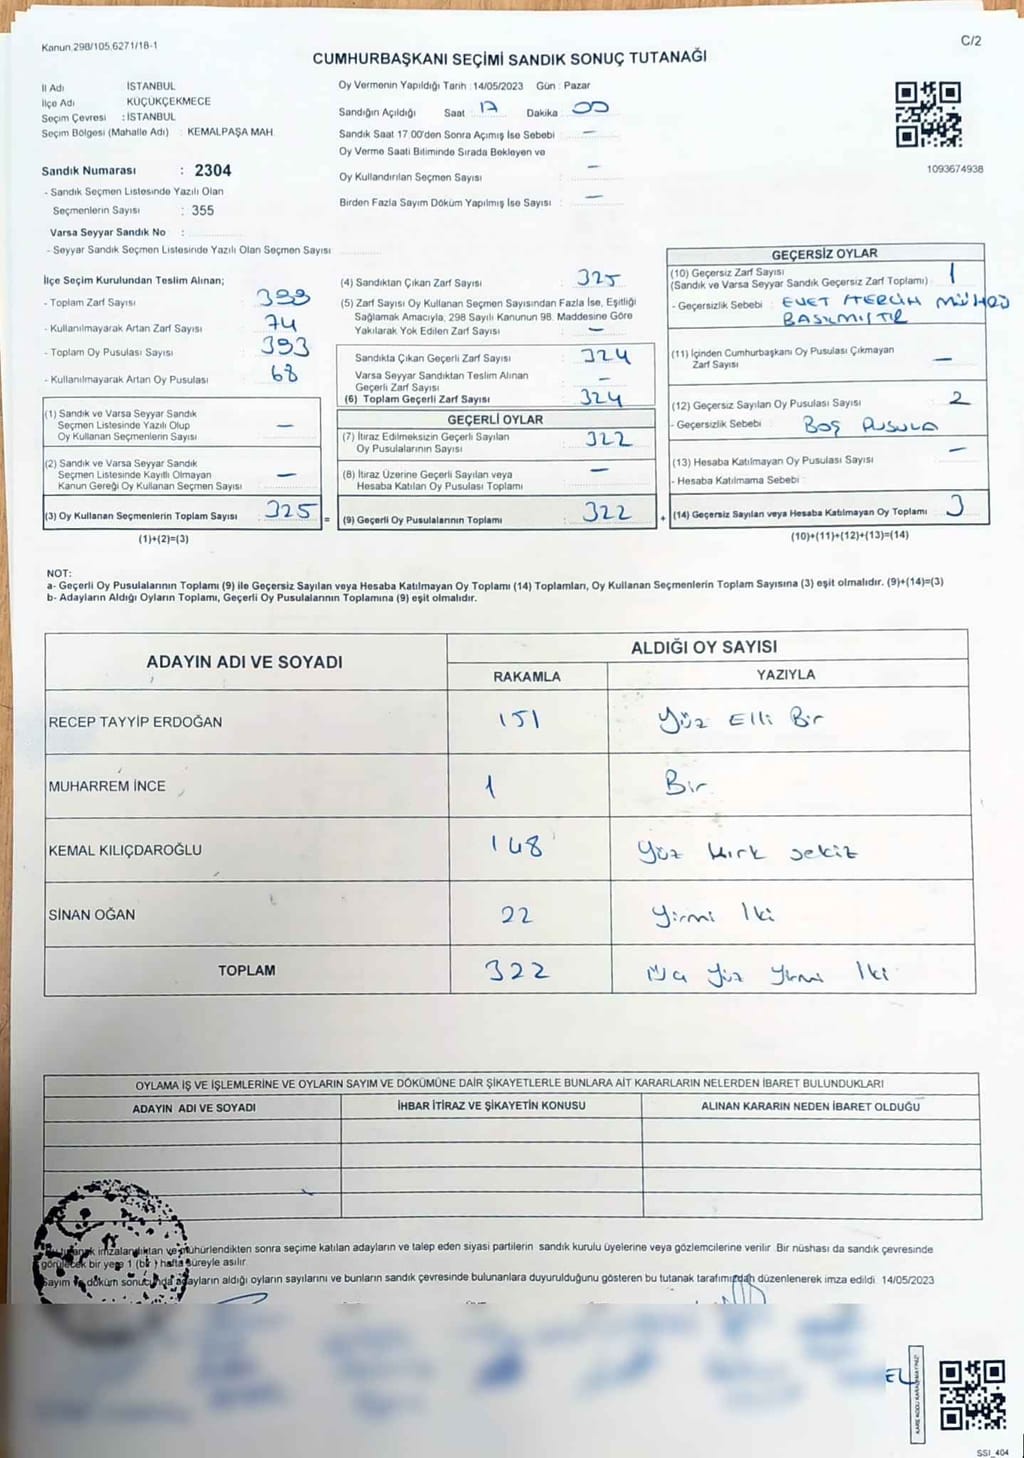 Kanun.298/105,6271/18-1
C/2
CUMHURBAŞKANI SEÇİMİ SANDIK SONUÇ TUTANAĞI
İl Adı İSTANBUL
İlçe Adı KÜÇÜKÇEKMECE
Seçim Çevresi : İSTANBUL
Seçim Bölgesi (Mahalle Adı) : KEMALPAŞA MAH.
Sandık Numarası : 2304
- Sandık Seçmen Listesinde Yazılı Olan
Seçmenlerin Sayısı : 355
Varsa Seyyar Sandık No :
- Seyyar Sandık Seçmen Listesinde Yazılı Olan Seçmen Sayısı
Oy Vermenin Yapıldığı Tarih : 14/05/2023 Gün : Pazar
Sandığın Açıldığı Saat : 17 Dakika : 00
Sandık Saat 17.00'den Sonra Açımış İse Sebebi : —
Oy Verme Saati Bitiminde Sırada Bekleyen ve
Oy Kullandırılan Seçmen Sayısı : —
Birden Fazla Sayım Döküm Yapılmış İse Sayısı : —
1093674938
İlçe Seçim Kurulundan Teslim Alınan;
- Toplam Zarf Sayısı : 399
- Kullanılmayarak Artan Zarf Sayısı : 74
- Toplam Oy Pusulası Sayısı : 393
- Kullanılmayarak Artan Oy Pusulası : 68
(1) Sandık ve Varsa Seyyar Sandık
Seçmen Listesinde Yazılı Olup
Oy Kullanan Seçmenlerin Sayısı : —
(2) Sandık ve Varsa Seyyar Sandık
Seçmen Listesinde Kayıtlı Olmayan
Kanun Gereği Oy Kullanan Seçmen Sayısı : —
(3) Oy Kullanan Seçmenlerin Toplam Sayısı : 325 =
(1)+(2)=(3)
(4) Sandıktan Çıkan Zarf Sayısı : 325
(5) Zarf Sayısı Oy Kullanan Seçmen Sayısından Fazla İse, Eşitliği
Sağlamak Amacıyla, 298 Sayılı Kanunun 98. Maddesine Göre
Yakılarak Yok Edilen Zarf Sayısı : —
Sandıkta Çıkan Geçerli Zarf Sayısı : 324
Varsa Seyyar Sandıktan Teslim Alınan
Geçerli Zarf Sayısı : —
(6) Toplam Geçerli Zarf Sayısı : 324
GEÇERLİ OYLAR
(7) İtiraz Edilmeksizin Geçerli Sayılan
Oy Pusulalarının Sayısı : 322
(8) İtiraz Üzerine Geçerli Sayılan veya
Hesaba Katılan Oy Pusulası Toplamı : —
(9) Geçerli Oy Pusulalarının Toplamı : 322 +
GEÇERSİZ OYLAR
(10) Geçersiz Zarf Sayısı
(Sandık ve Varsa Seyyar Sandık Geçersiz Zarf Toplamı) : 1
- Geçersizlik Sebebi : EVET TERCİH MÜHRÜ
BASILMIŞTIR
(11) İçinden Cumhurbaşkanı Oy Pusulası Çıkmayan
Zarf Sayısı : —
(12) Geçersiz Sayılan Oy Pusulası Sayısı : 2
- Geçersizlik Sebebi : BOŞ PUSULA
(13) Hesaba Katılmayan Oy Pusulası Sayısı : —
- Hesaba Katılmama Sebebi :
(14) Geçersiz Sayılan veya Hesaba Katılmayan Oy Toplamı : 3
(10)+(11)+(12)+(13)=(14)
NOT:
a- Geçerli Oy Pusulalarının Toplamı (9) ile Geçersiz Sayılan veya Hesaba Katılmayan Oy Toplamı (14) Toplamları, Oy Kullanan Seçmenlerin Toplam Sayısına (3) eşit olmalıdır. (9)+(14)=(3)
b- Adayların Aldığı Oyların Toplamı, Geçerli Oy Pusulalarının Toplamına (9) eşit olmalıdır.
ADAYIN ADI VE SOYADI ALDIĞI OY SAYISI
RAKAMLA YAZIYLA
RECEP TAYYİP ERDOĞAN 151 Yüz Elli Bir
MUHARREM İNCE 1 Bir
KEMAL KILIÇDAROĞLU 148 Yüz kırk sekiz
SİNAN OĞAN 22 Yirmi İki
TOPLAM 322 Üç Yüz Yirmi İki
OYLAMA İŞ VE İŞLEMLERİNE VE OYLARIN SAYIM VE DÖKÜMÜNE DAİR ŞİKAYETLERLE BUNLARA AİT KARARLARIN NELERDEN İBARET BULUNDUKLARI
ADAYIN ADI VE SOYADI İHBAR İTİRAZ VE ŞİKAYETİN KONUSU ALINAN KARARIN NEDEN İBARET OLDUĞU
Bu tutanak imzalandıktan ve mühürlendikten sonra seçime katılan adayların ve talep eden siyasi partilerin sandık kurulu üyelerine veya gözlemcilerine verilir. Bir nüshası da sandık çevresinde
görülecek bir yere 1 (bir) hafta süreyle asılır.
Sayım ve döküm sonucunda adayların aldığı oyların sayılarını ve bunların sandık çevresinde bulunanlara duyurulduğunu gösteren bu tutanak tarafımızdan düzenlenerek imza edildi. 14/05/2023
EL
SSI_404